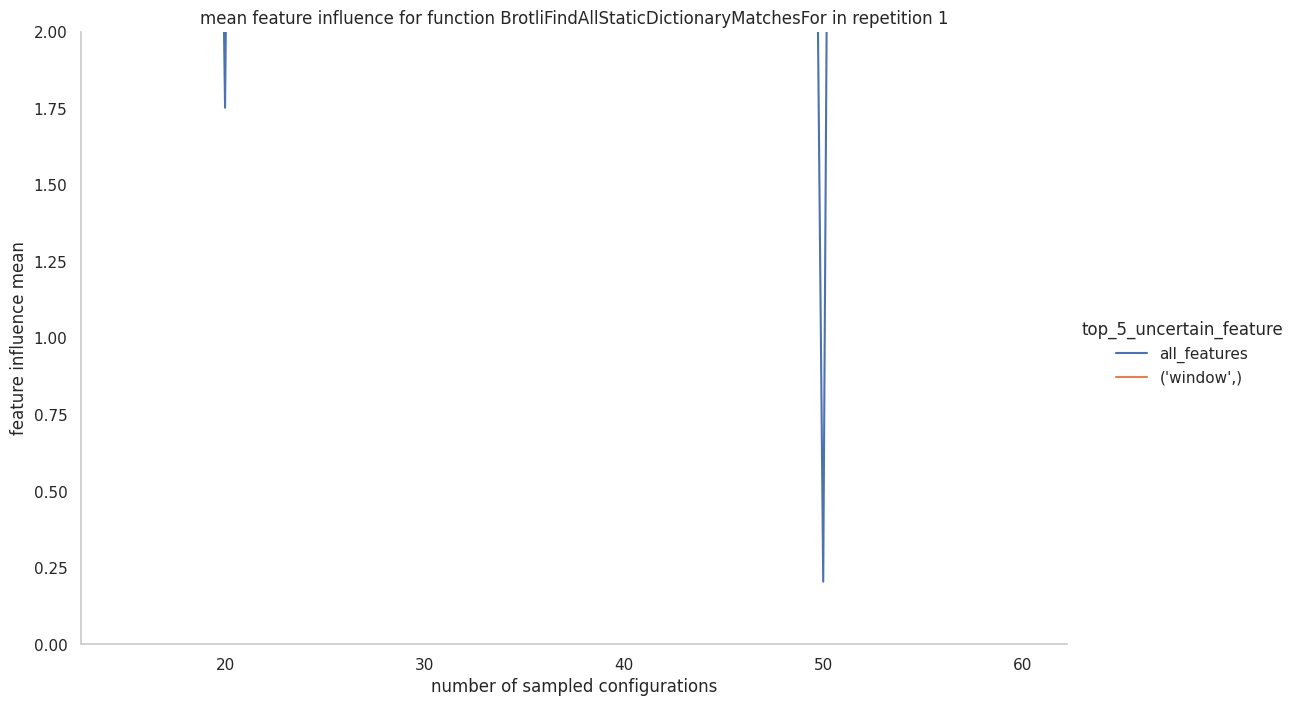 mean feature influence for function BrotliFindAllStaticDictionaryMatchesFor in repetition 1
2.00
1.75
1.50
1.25
1.00
0.75
0.50
0.25
0.00
feature influence mean
20 30 40 50 60
number of sampled configurations
top_5_uncertain_feature
all_features
('window',)